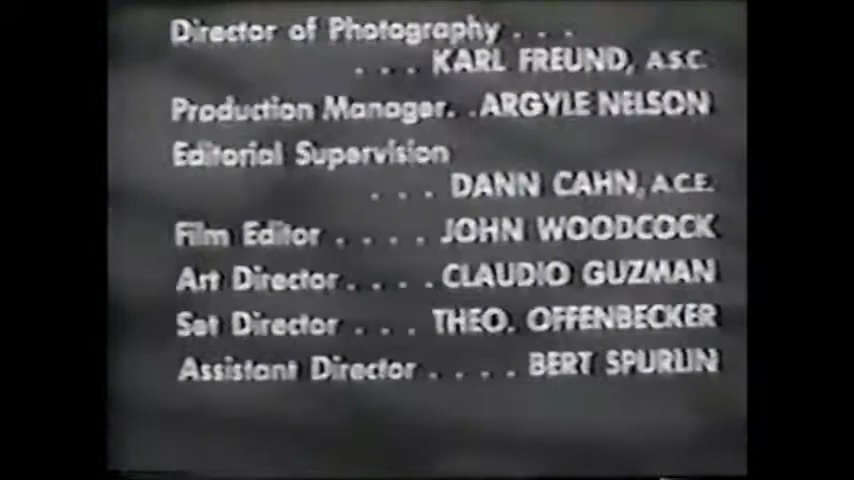 Director of Photography . . .
. . . KARL FREUND, A.S.C.
Production Manager. . ARGYLE NELSON
Editorial Supervision
. . . DANN CAHN, A.C.E.
Film Editor . . . . JOHN WOODCOCK
Art Director . . . . CLAUDIO GUZMAN
Set Director . . . THEO. OFFENBECKER
Assistant Director . . . . BERT SPURLIN